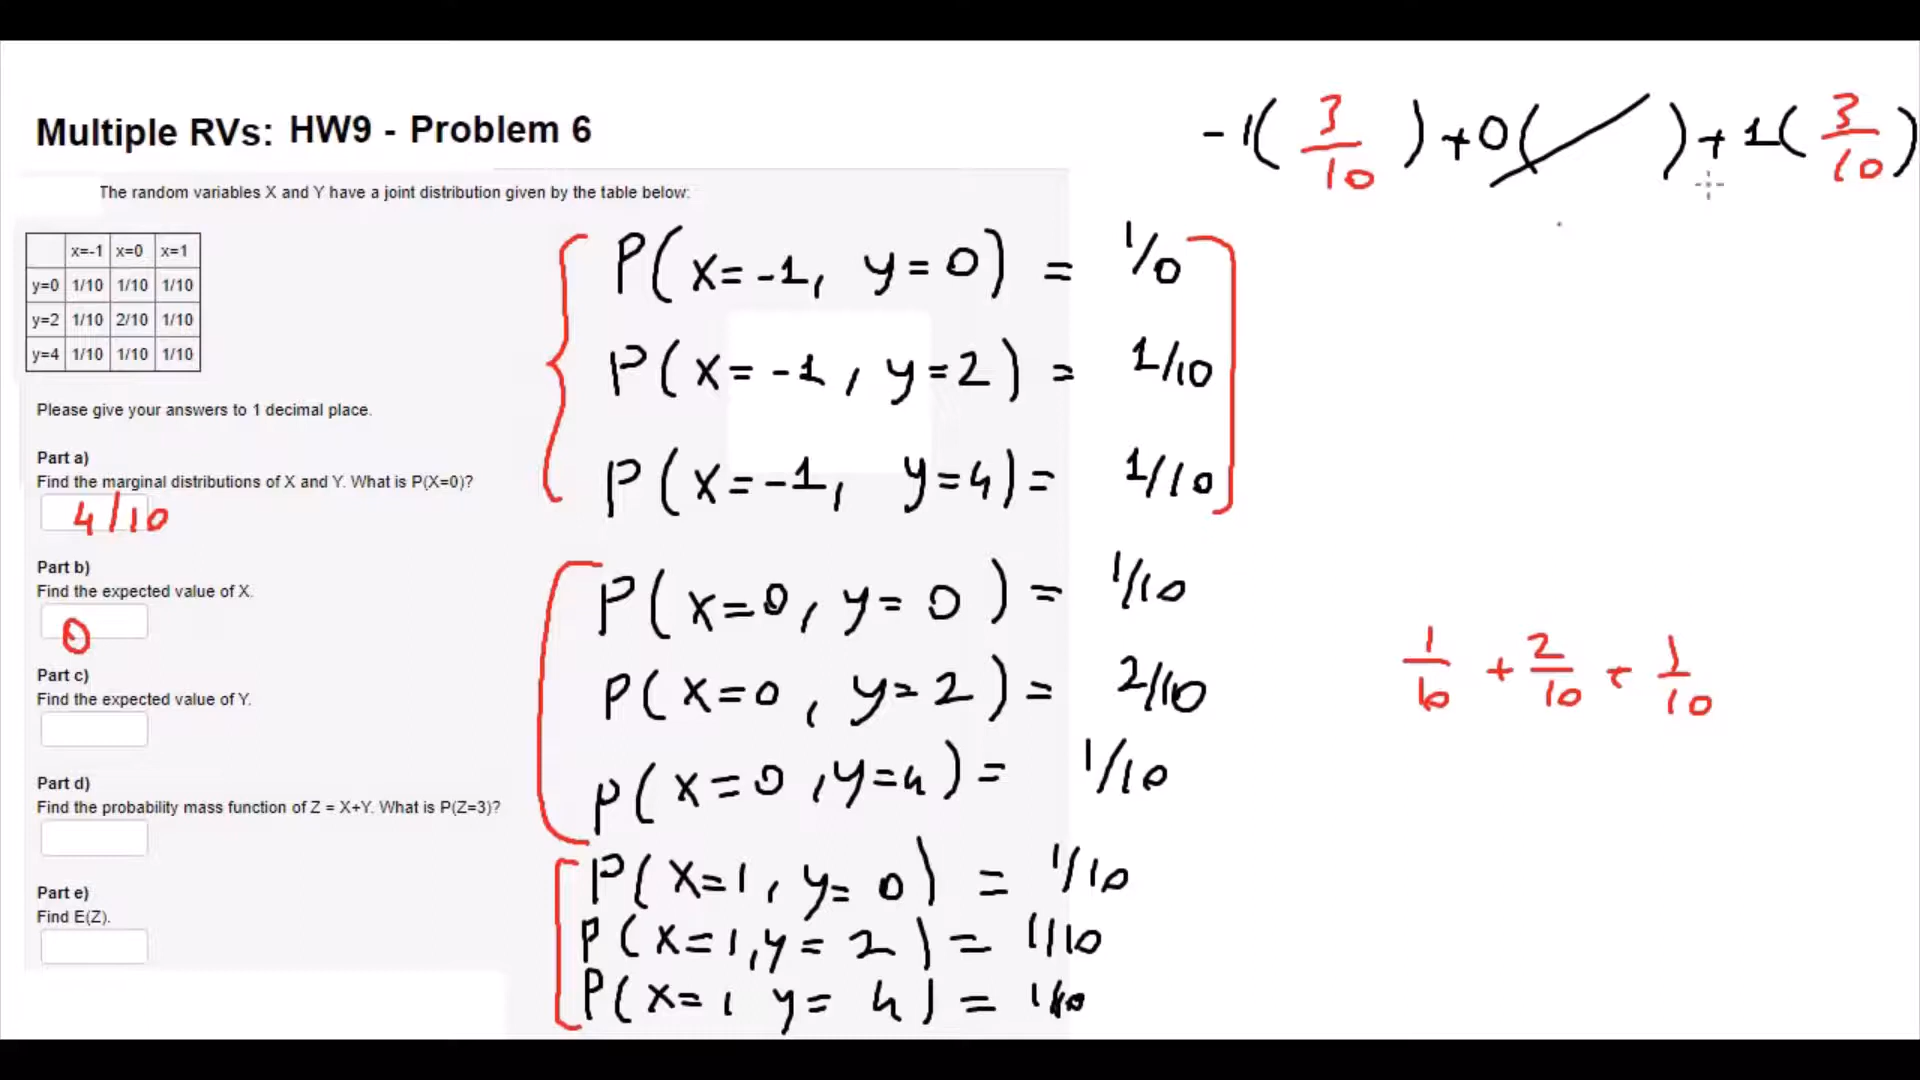 Multiple RVs: HW9 - Problem 6
-1( 3/10 ) + 0( ) + 1( 3/10 )
The random variables X and Y have a joint distribution given by the table below:
x=-1 x=0 x=1
y=0 1/10 1/10 1/10
y=2 1/10 2/10 1/10
y=4 1/10 1/10 1/10
Please give your answers to 1 decimal place.
Part a)
Find the marginal distributions of X and Y. What is P(X=0)?
4/10
Part b)
Find the expected value of X.
0
Part c)
Find the expected value of Y.
Part d)
Find the probability mass function of Z = X+Y. What is P(Z=3)?
Part e)
Find E(Z).
P(x=-1, y=0) = 1/0
P(x=-1, y=2) = 1/10
P(x=-1, y=4) = 1/10
P(x=0, y=0) = 1/10
P(x=0, y=2) = 2/10
P(x=0, y=4) = 1/10
P(x=1, y=0) = 1/10
P(x=1, y=2) = 1/10
P(x=1 y=4) = 1/10
1/10 + 2/10 + 1/10